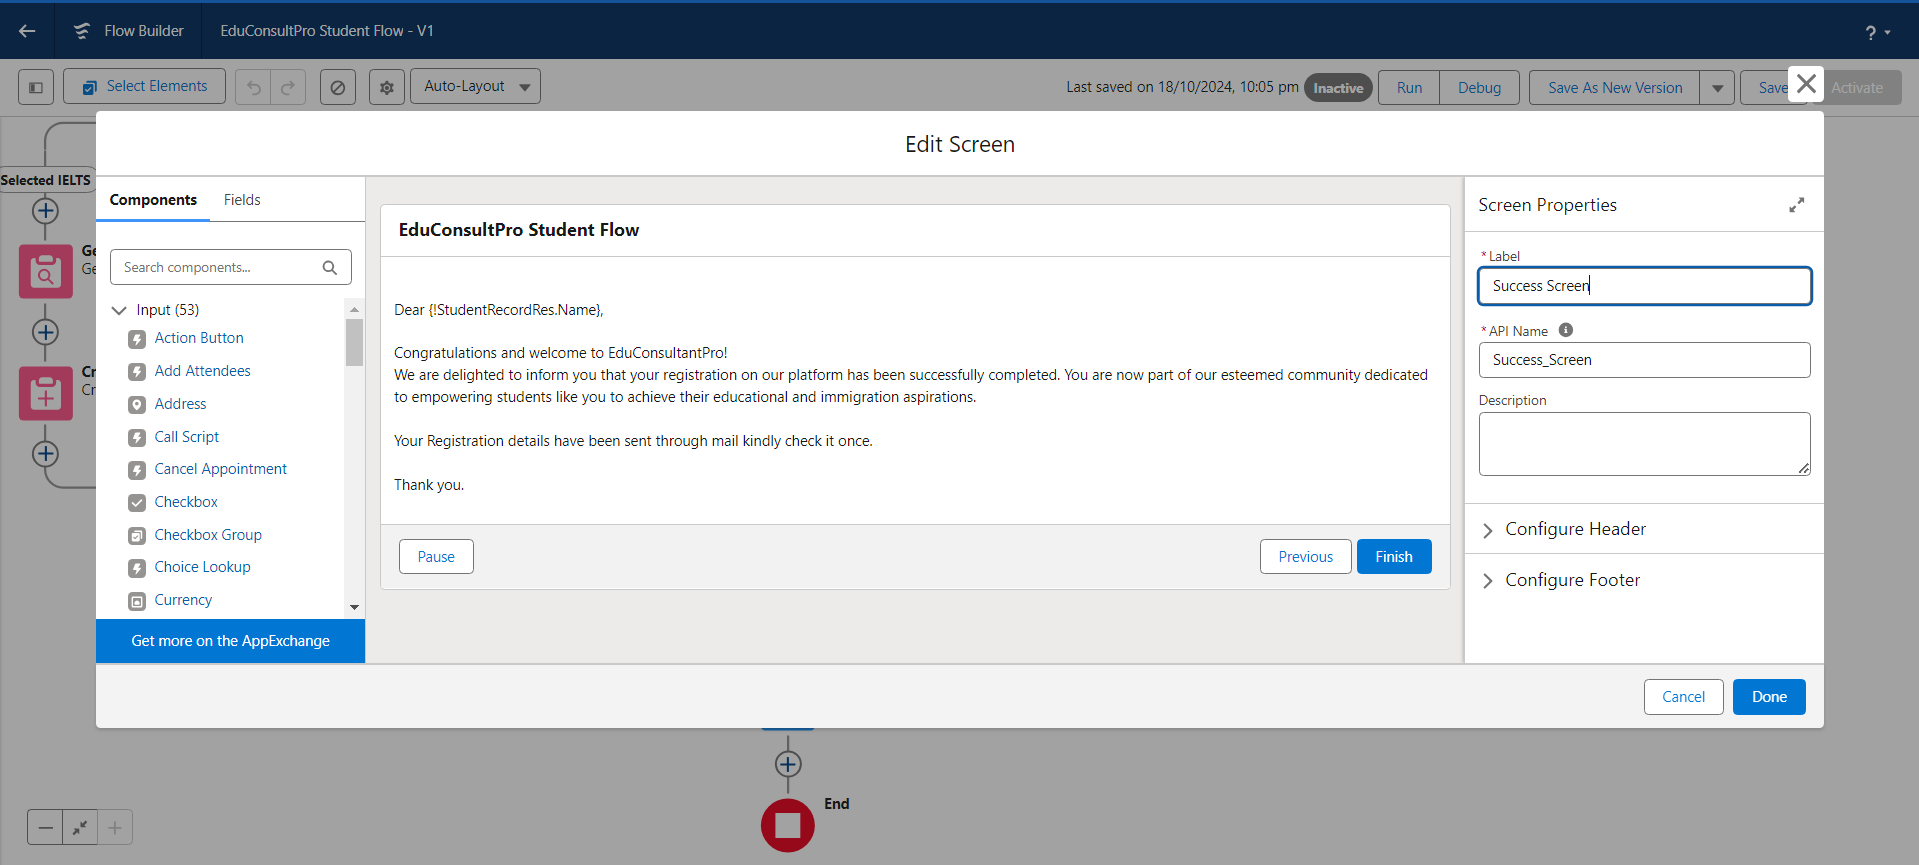 Flow Builder
EduConsultPro Student Flow - V1
?
Select Elements
Auto-Layout
Last saved on 18/10/2024, 10:05 pm
Inactive
Run
Debug
Save As New Version
Save
Activate
Edit Screen
Selected IELTS
Ge
Ge
Cr
Cr
Components
Fields
Search components...
Input (53)
Action Button
Add Attendees
Address
Call Script
Cancel Appointment
Checkbox
Checkbox Group
Choice Lookup
Currency
Get more on the AppExchange
EduConsultPro Student Flow
Dear {!StudentRecordRes.Name},
Congratulations and welcome to EduConsultantPro!
We are delighted to inform you that your registration on our platform has been successfully completed. You are now part of our esteemed community dedicated
to empowering students like you to achieve their educational and immigration aspirations.
Your Registration details have been sent through mail kindly check it once.
Thank you.
Pause
Previous
Finish
Screen Properties
* Label
Success Screen
* API Name
Success_Screen
Description
Configure Header
Configure Footer
Cancel
Done
End